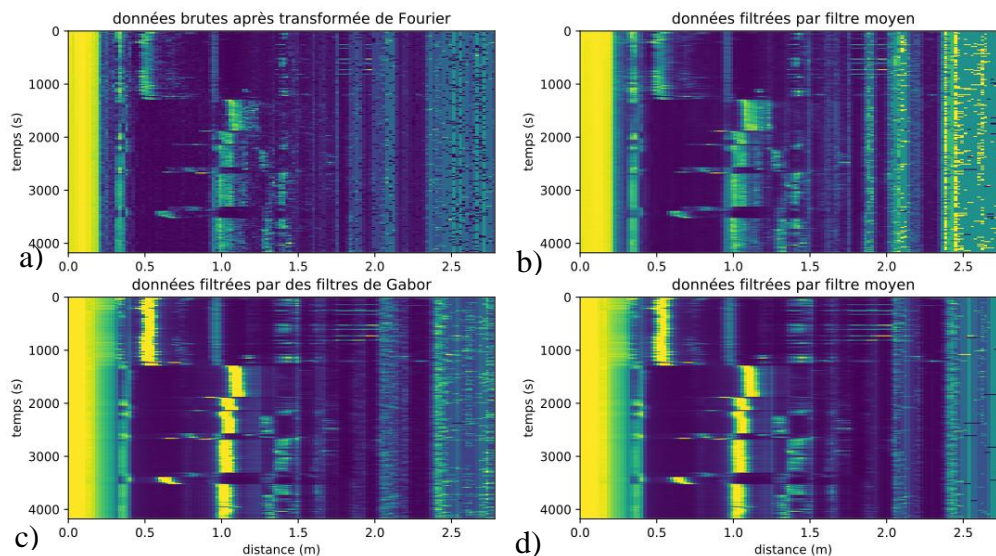 données brutes après transformée de Fourier
0
1000
2000
3000
4000
temps (s)
a)
0.0 0.5 1.0 1.5 2.0 2.5
données filtrées par filtre moyen
0
1000
2000
3000
4000
temps (s)
b)
0.0 0.5 1.0 1.5 2.0 2.5
données filtrées par des filtres de Gabor
0
1000
2000
3000
4000
temps (s)
c)
0.0 0.5 1.0 1.5 2.0 2.5
distance (m)
données filtrées par filtre moyen
0
1000
2000
3000
4000
temps (s)
d)
0.0 0.5 1.0 1.5 2.0 2.5
distance (m)